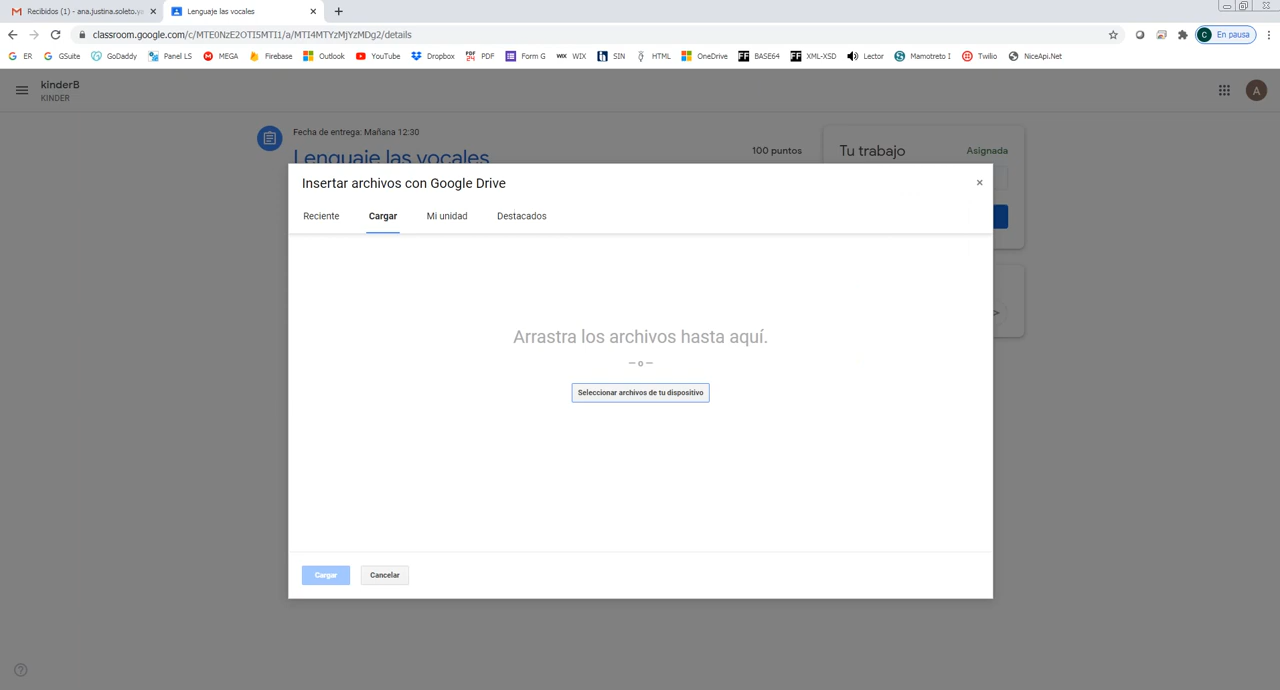 Recibidos (1) - ana.justina.soleto.ya
Lenguaje las vocales
classroom.google.com/c/MTE0NzE2OTI5MTI1/a/MTI4MTYzMjYzMDg2/details
C En pausa
ER
GSuite
GoDaddy
Panel LS
MEGA
Firebase
Outlook
YouTube
Dropbox
PDF
Form G
WIX
SIN
HTML
OneDrive
BASE64
XML-XSD
Lector
Mamotreto I
Twilio
NiceApi.Net
kinderB
KINDER
A
Fecha de entrega: Mañana 12:30
Lenguaje las vocales
100 puntos
Tu trabajo
Asignada
Insertar archivos con Google Drive
Reciente
Cargar
Mi unidad
Destacados
Arrastra los archivos hasta aquí.
— o —
Seleccionar archivos de tu dispositivo
Cargar
Cancelar